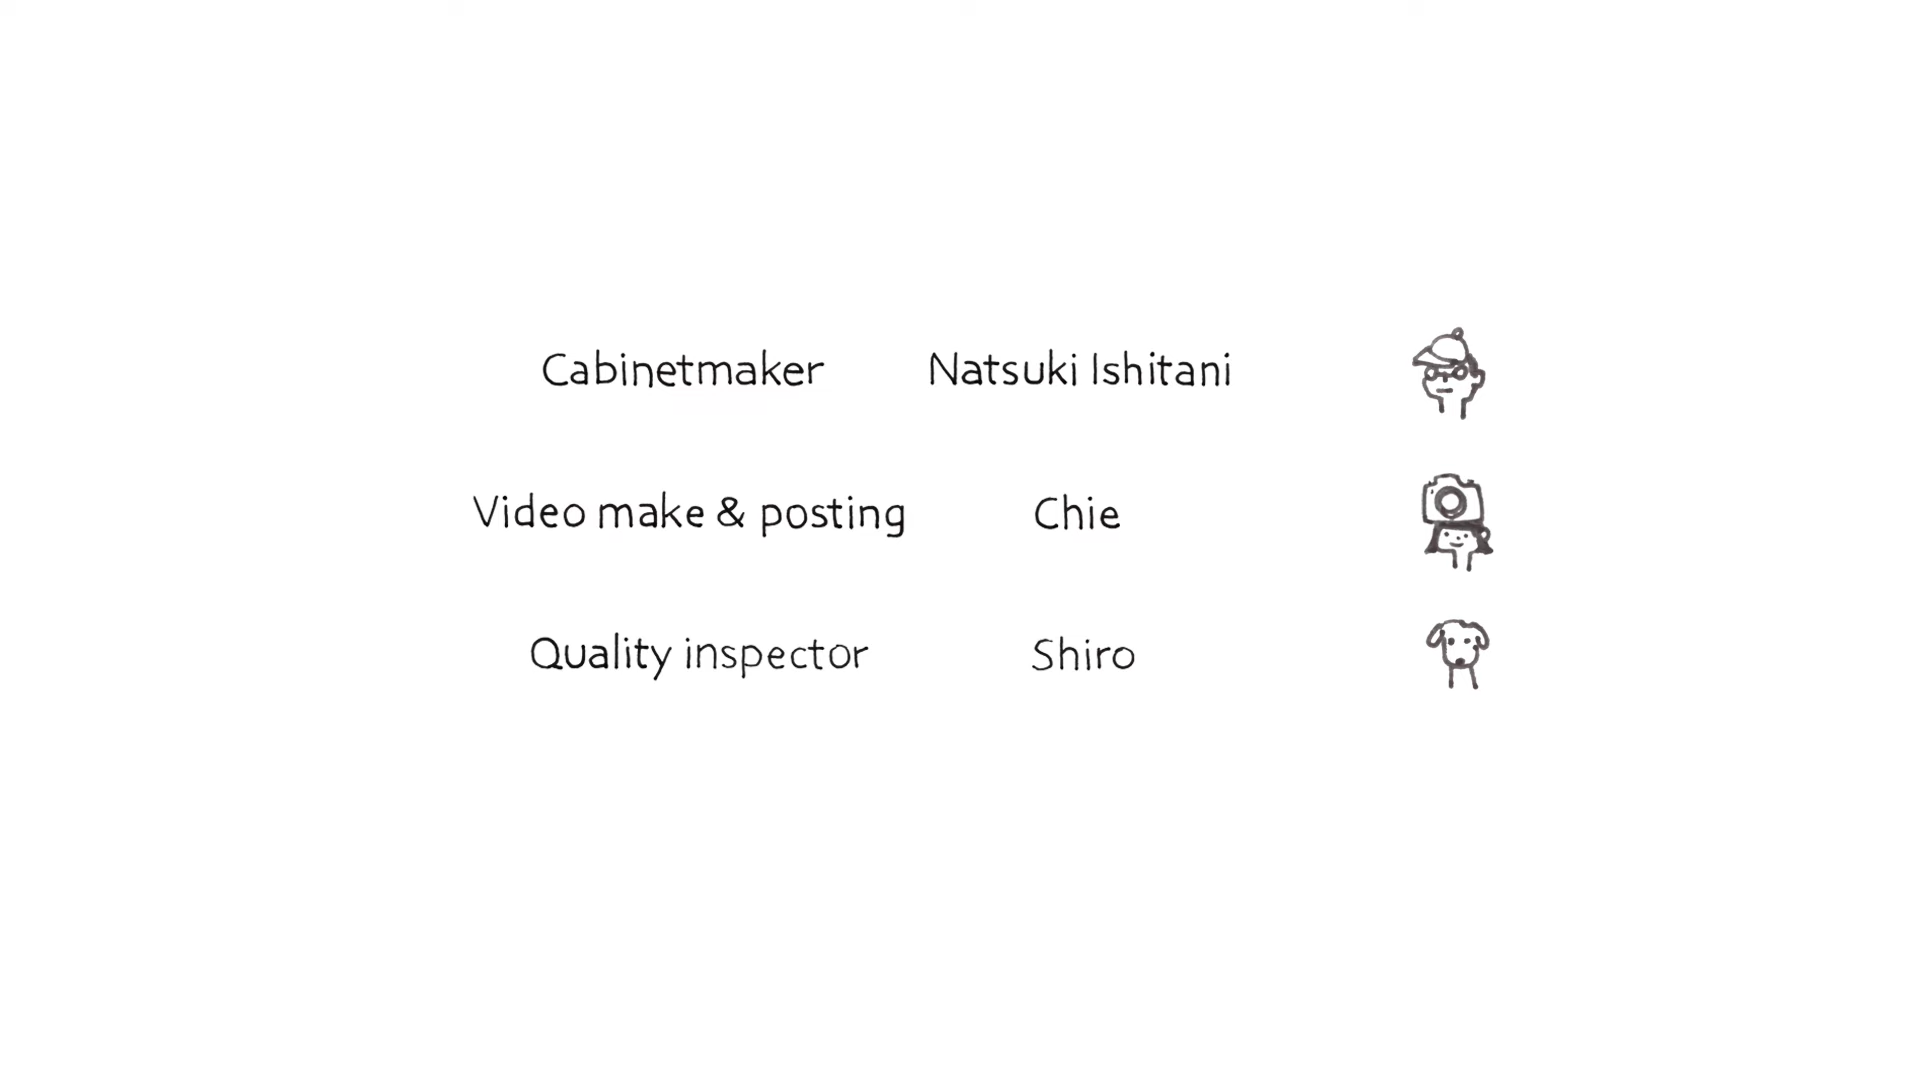 Cabinetmaker Natsuki Ishitani
Video make & posting Chie
Quality inspector Shiro